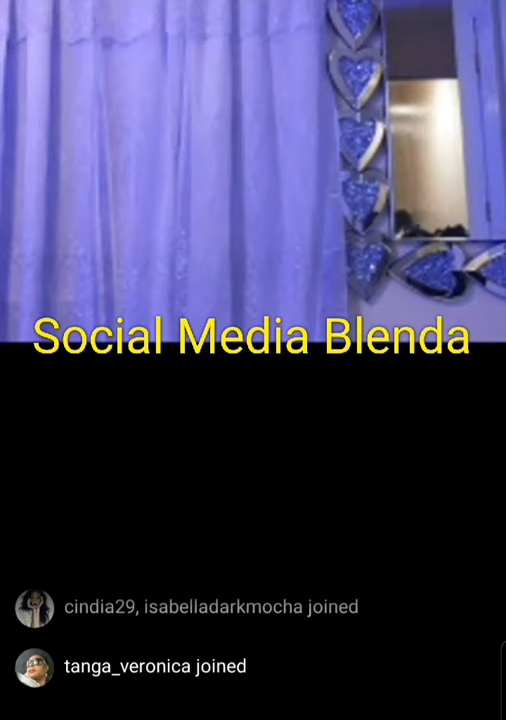 Social Media Blenda
cindia29, isabelladarkmocha joined
tanga_veronica joined